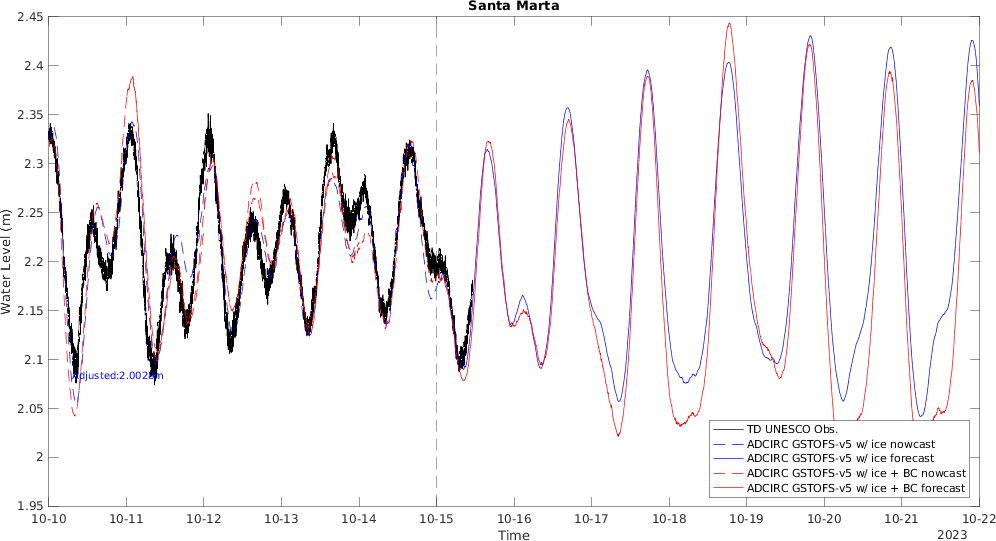 Santa Marta
Water Level (m)
2.45
2.4
2.35
2.3
2.25
2.2
2.15
2.1
2.05
2
1.95
TD UNESCO Obs.
ADCIRC GSTOFS-v5 w/ ice nowcast
ADCIRC GSTOFS-v5 w/ ice forecast
ADCIRC GSTOFS-v5 w/ ice + BC nowcast
ADCIRC GSTOFS-v5 w/ ice + BC forecast
10-10 10-11 10-12 10-13 10-14 10-15 10-16 10-17 10-18 10-19 10-20 10-21 10-22
Time
2023